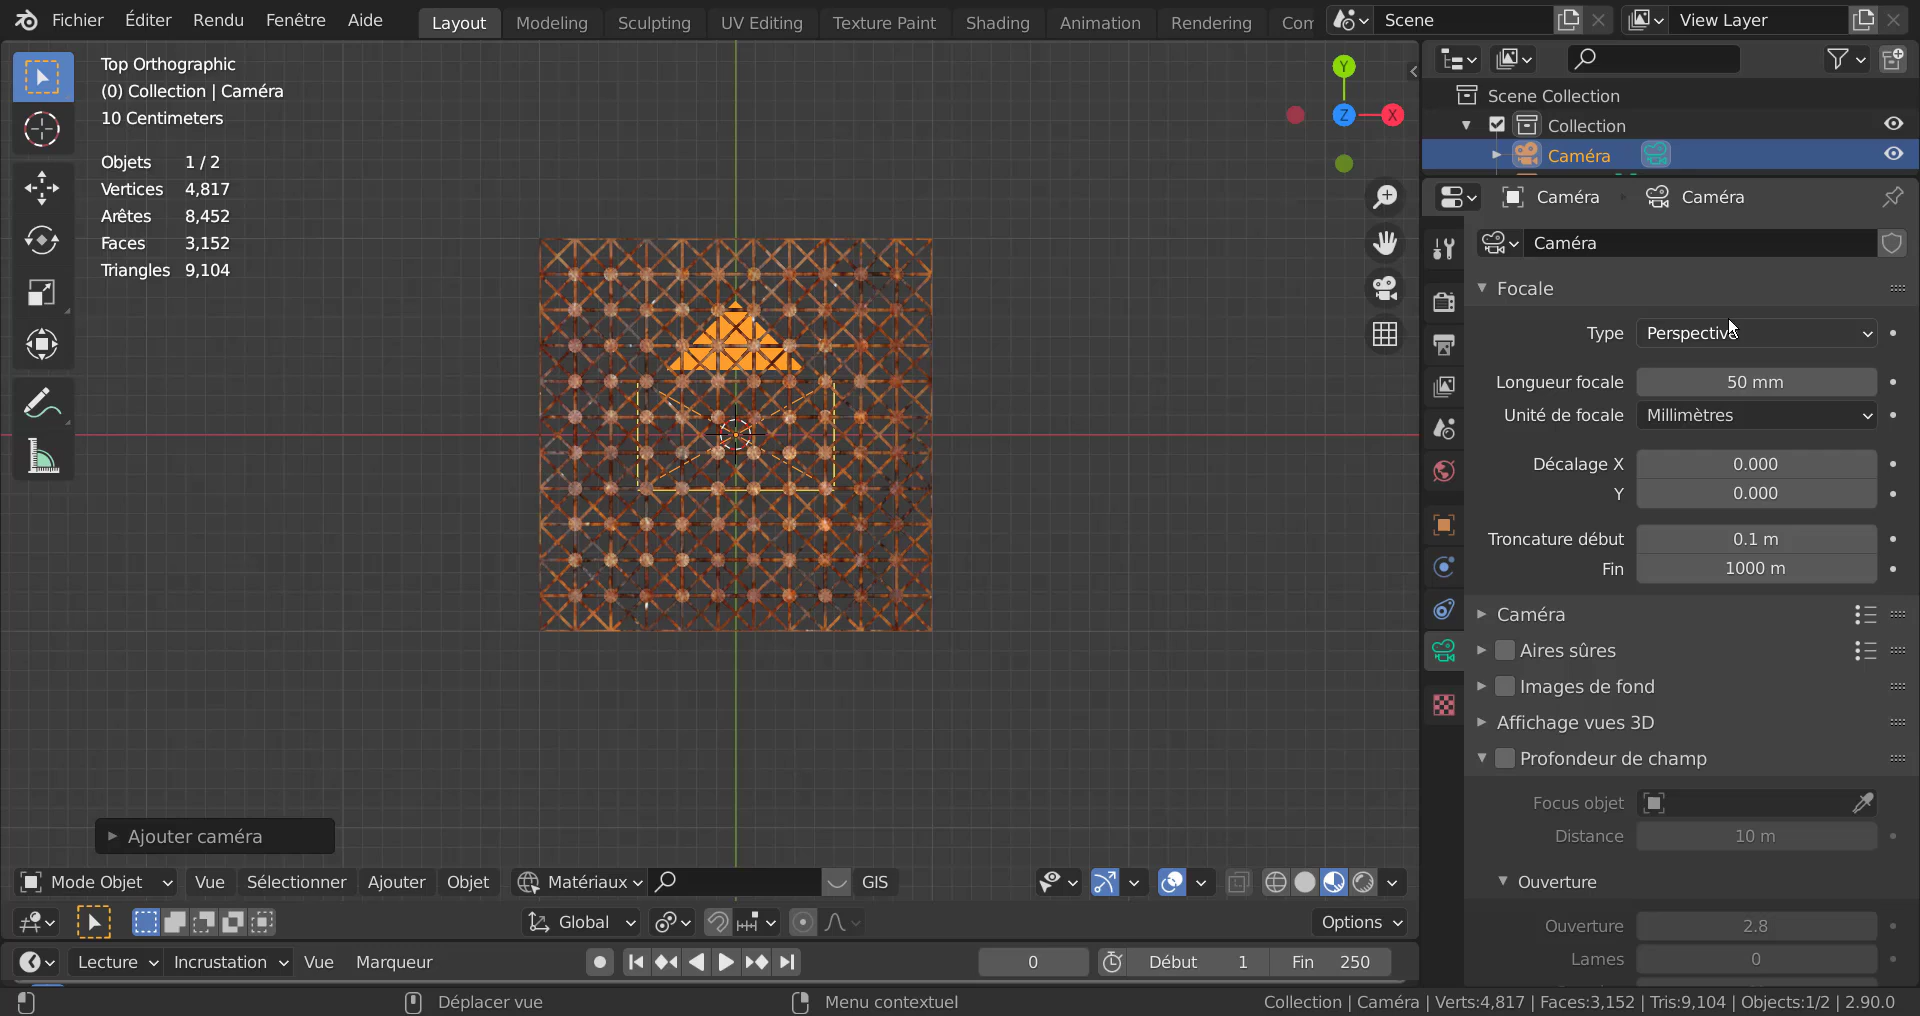 Fichier Éditer Rendu Fenêtre Aide Layout Modeling Sculpting UV Editing Texture Paint Shading Animation Rendering Com Scene View Layer
Top Orthographic
(0) Collection | Caméra
10 Centimeters
Objets 1 / 2
Vertices 4,817
Arêtes 8,452
Faces 3,152
Triangles 9,104
Y
Z X
Scene Collection
Collection
Caméra
Caméra Caméra
Caméra
Focale
Type Perspective
Longueur focale 50 mm
Unité de focale Millimètres
Décalage X 0.000
Y 0.000
Troncature début 0.1 m
Fin 1000 m
Caméra
Aires sûres
Images de fond
Affichage vues 3D
Profondeur de champ
Focus objet
Distance 10 m
Ouverture
Ouverture 2.8
Lames 0
Ajouter caméra
Mode Objet Vue Sélectionner Ajouter Objet Matériaux GIS
Global Options
Lecture Incrustation Vue Marqueur 0 Début 1 Fin 250
Déplacer vue Menu contextuel Collection | Caméra | Verts:4,817 | Faces:3,152 | Tris:9,104 | Objects:1/2 | 2.90.0